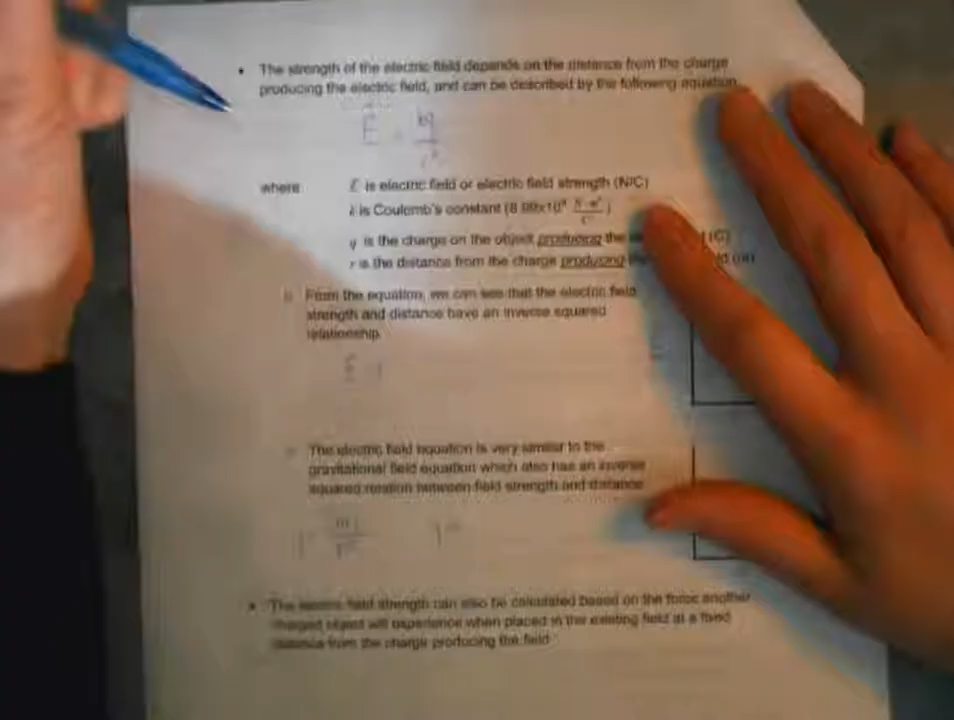 • The strength of the electric field depends on the distance from the charge
producing the electric field, and can be described by the following equation
E = kq
r²
where E is electric field or electric field strength (N/C)
k is Coulomb's constant (8.99x10⁹ N·m²
C²
)
q is the charge on the object producing the
r is the distance from the charge producing
From the equation, we can see that the electric field
strength and distance have an inverse squared
relationship.
The electric field equation is very similar to the
gravitational field equation which also has an inverse
squared relation between field strength and distance
• The electric field strength can also be calculated based on the force another
charged object will experience when placed in the existing field at a fixed
distance from the charge producing the field